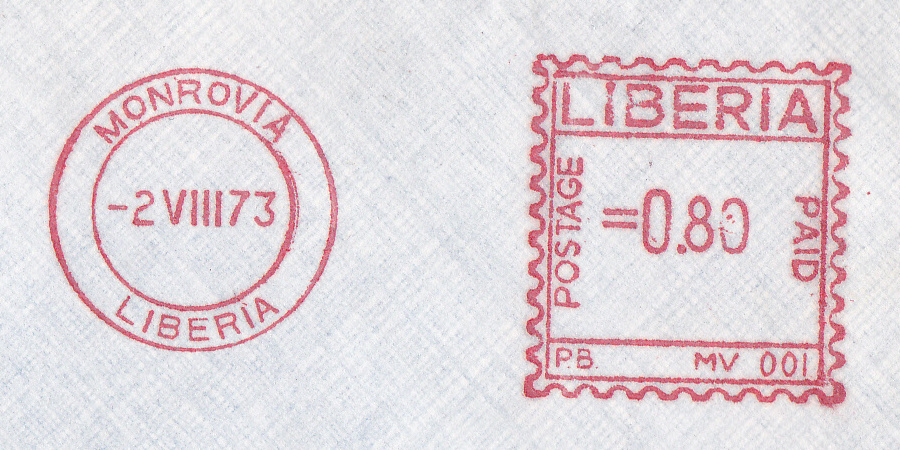 MONROVIA
-2 VIII 73
LIBERIA
LIBERIA
POSTAGE
=0.80
PAID
P.B. MV 001